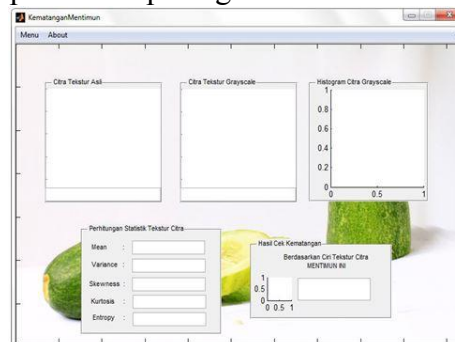 KematanganMentimun
Menu About
Citra Tekstur Asli
Citra Tekstur Grayscale
Histogram Citra Grayscale
1
0.8
0.6
0.4
0.2
0
0 0.5 1
Perhitungan Statistik Tekstur Citra
Mean :
Variance :
Skewness :
Kurtosis :
Entropy :
Hasil Cek Kematangan
Berdasarkan Ciri Tekstur Citra
MENTIMUN INI
1
0.5
0
0 0.5 1